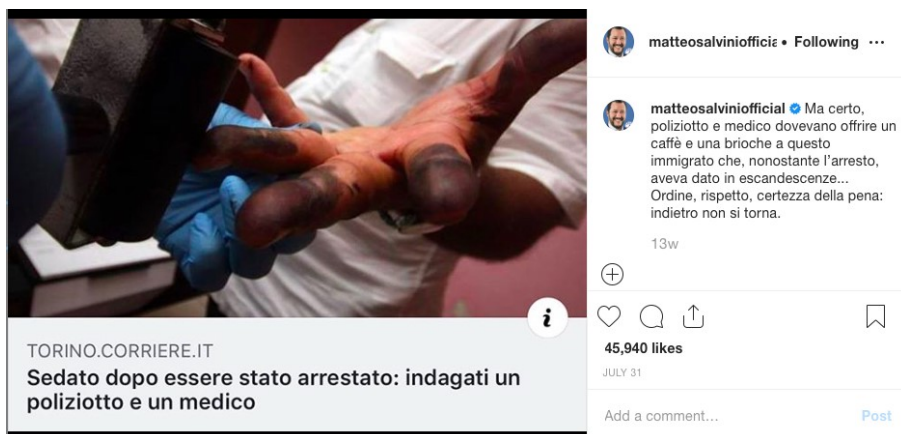 matteosalviniofficia • Following ...
matteosalviniofficial Ma certo,
poliziotto e medico dovevano offrire un
caffè e una brioche a questo
immigrato che, nonostante l'arresto,
aveva dato in escandescenze...
Ordine, rispetto, certezza della pena:
indietro non si torna.
13w
i
TORINO.CORRIERE.IT
Sedato dopo essere stato arrestato: indagati un
poliziotto e un medico
45,940 likes
JULY 31
Add a comment...
Post